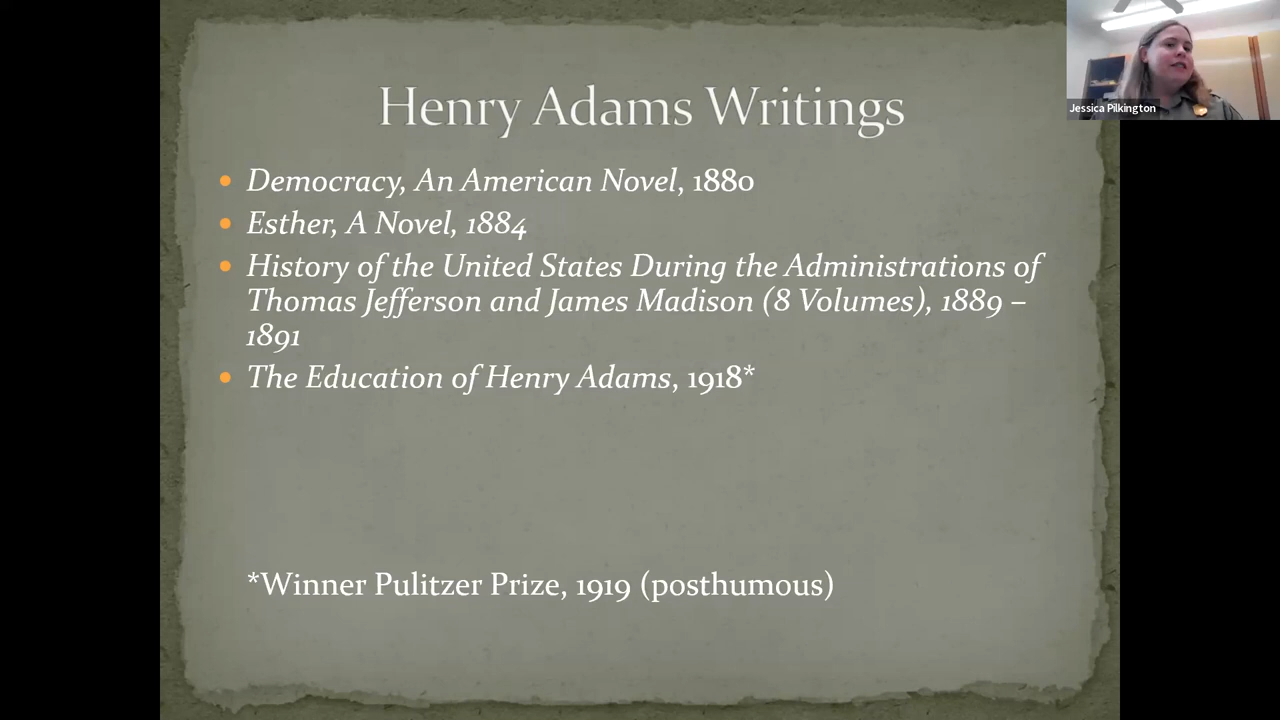 Jessica Pilkington
Henry Adams Writings
• Democracy, An American Novel, 1880
• Esther, A Novel, 1884
• History of the United States During the Administrations of
Thomas Jefferson and James Madison (8 Volumes), 1889 –
1891
• The Education of Henry Adams, 1918*
*Winner Pulitzer Prize, 1919 (posthumous)